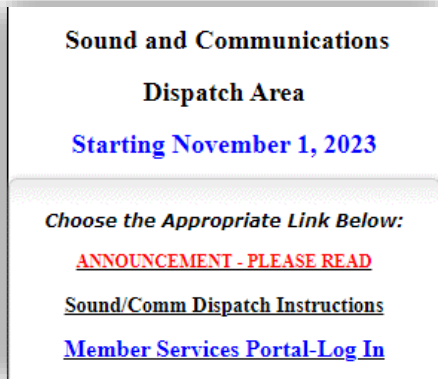 Sound and Communications
Dispatch Area
Starting November 1, 2023
Choose the Appropriate Link Below:
ANNOUNCEMENT - PLEASE READ
Sound/Comm Dispatch Instructions
Member Services Portal-Log In